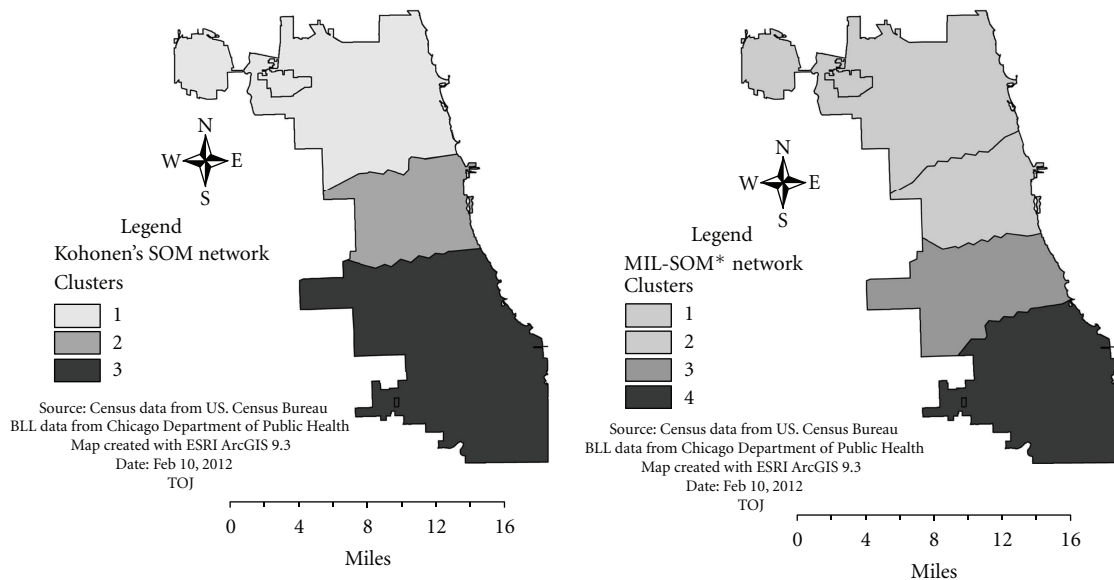 N
W E
S
Legend
Kohonen's SOM network
Clusters
1
2
3
Source: Census data from US. Census Bureau
BLL data from Chicago Department of Public Health
Map created with ESRI ArcGIS 9.3
Date: Feb 10, 2012
TOJ
0 4 8 12 16
Miles
N
W E
S
Legend
MIL-SOM* network
Clusters
1
2
3
4
Source: Census data from US. Census Bureau
BLL data from Chicago Department of Public Health
Map created with ESRI ArcGIS 9.3
Date: Feb 10, 2012
TOJ
0 4 8 12 16
Miles